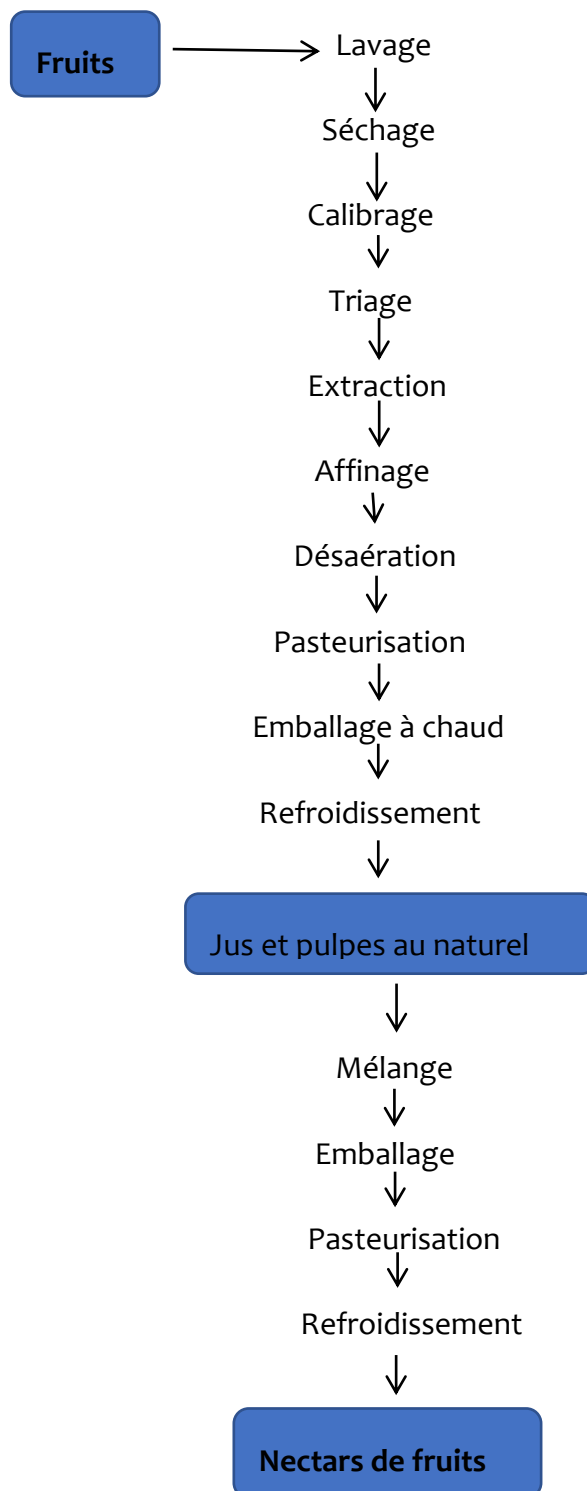 Fruits
Lavage
Séchage
Calibrage
Triage
Extraction
Affinage
Désaération
Pasteurisation
Emballage à chaud
Refroidissement
Jus et pulpes au naturel
Mélange
Emballage
Pasteurisation
Refroidissement
Nectars de fruits